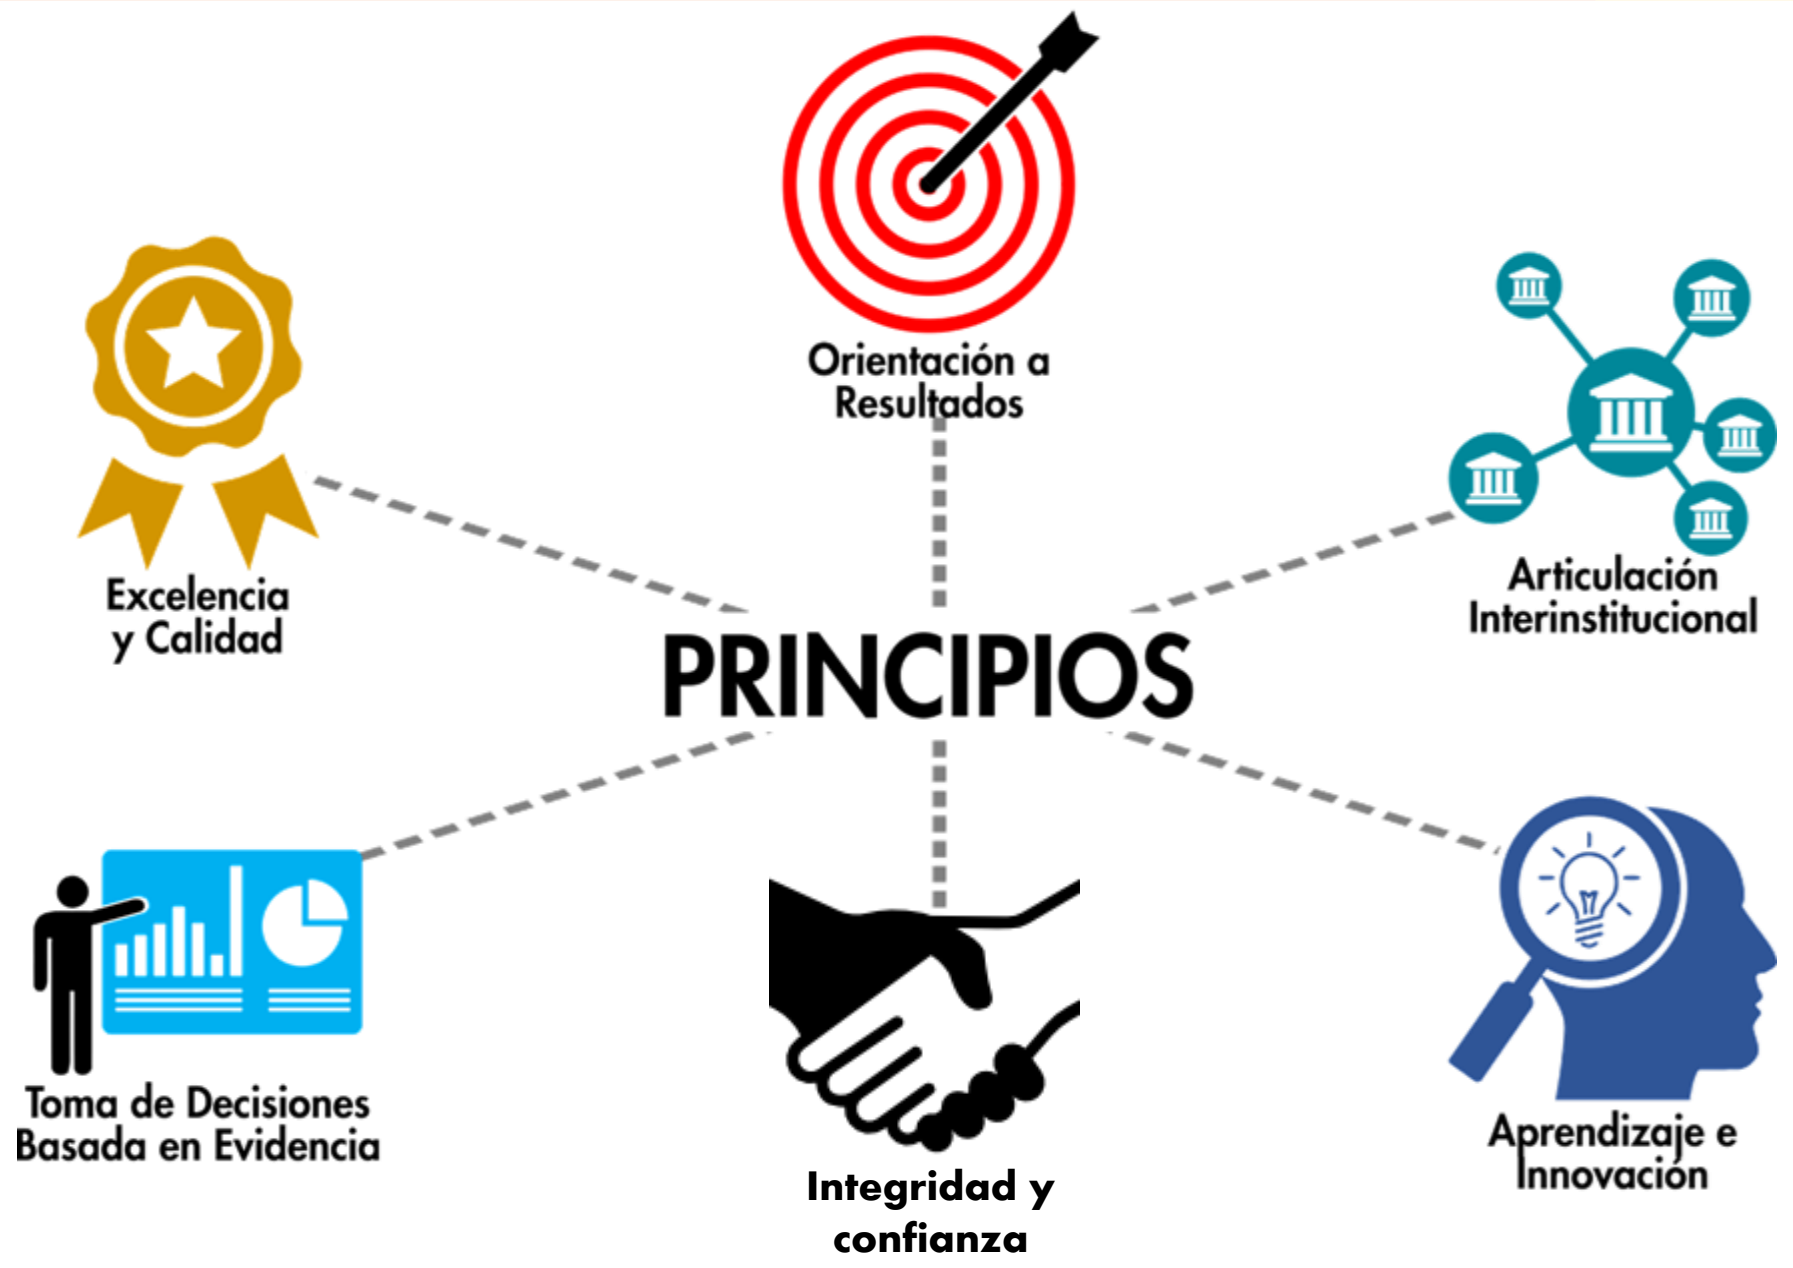 Orientación a
Resultados
Excelencia
y Calidad
Articulación
Interinstitucional
PRINCIPIOS
Toma de Decisiones
Basada en Evidencia
Integridad y
confianza
Aprendizaje e
Innovación